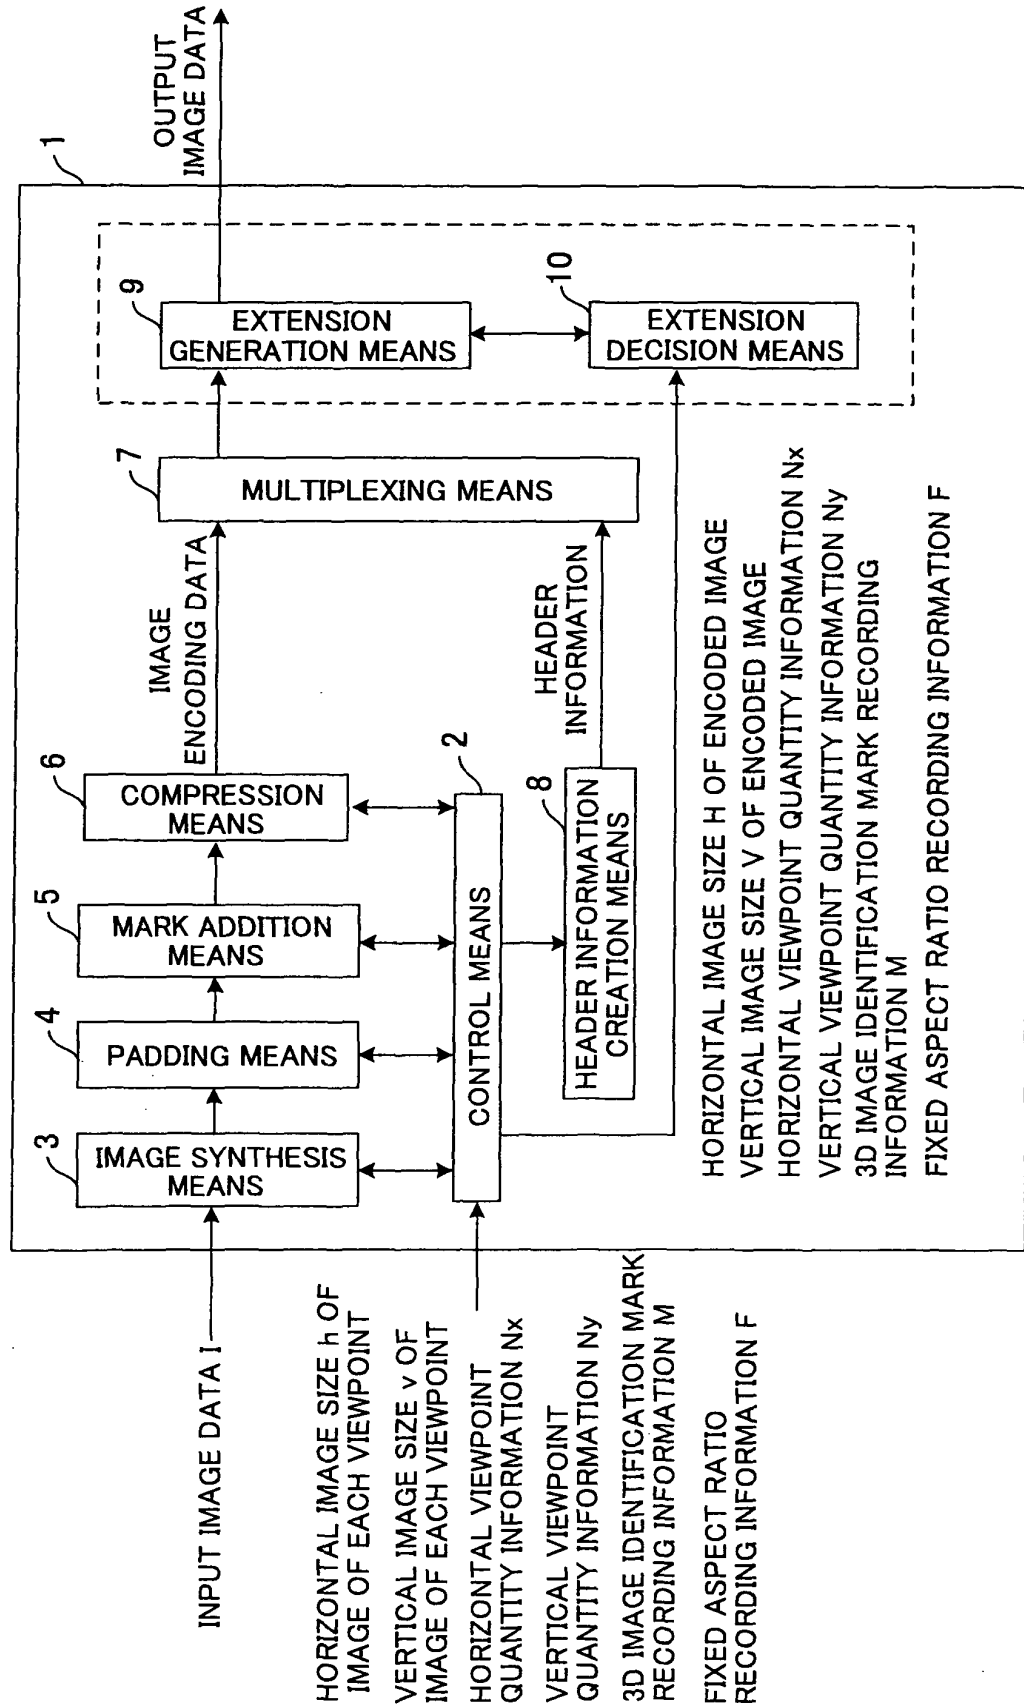 1
OUTPUT
IMAGE DATA
9
EXTENSION
GENERATION MEANS
10
EXTENSION
DECISION MEANS
7
MULTIPLEXING MEANS
IMAGE
ENCODING DATA
HEADER
INFORMATION
6
COMPRESSION
MEANS
5
MARK ADDITION
MEANS
4
PADDING MEANS
3
IMAGE SYNTHESIS
MEANS
2
CONTROL MEANS
8
HEADER INFORMATION
CREATION MEANS
HORIZONTAL IMAGE SIZE H OF ENCODED IMAGE
VERTICAL IMAGE SIZE V OF ENCODED IMAGE
HORIZONTAL VIEWPOINT QUANTITY INFORMATION Nx
VERTICAL VIEWPOINT QUANTITY INFORMATION Ny
3D IMAGE IDENTIFICATION MARK RECORDING
INFORMATION M
FIXED ASPECT RATIO RECORDING INFORMATION F
INPUT IMAGE DATA I
HORIZONTAL IMAGE SIZE h OF
IMAGE OF EACH VIEWPOINT
VERTICAL IMAGE SIZE v OF
IMAGE OF EACH VIEWPOINT
HORIZONTAL VIEWPOINT
QUANTITY INFORMATION Nx
VERTICAL VIEWPOINT
QUANTITY INFORMATION Ny
3D IMAGE IDENTIFICATION MARK
RECORDING INFORMATION M
FIXED ASPECT RATIO
RECORDING INFORMATION F